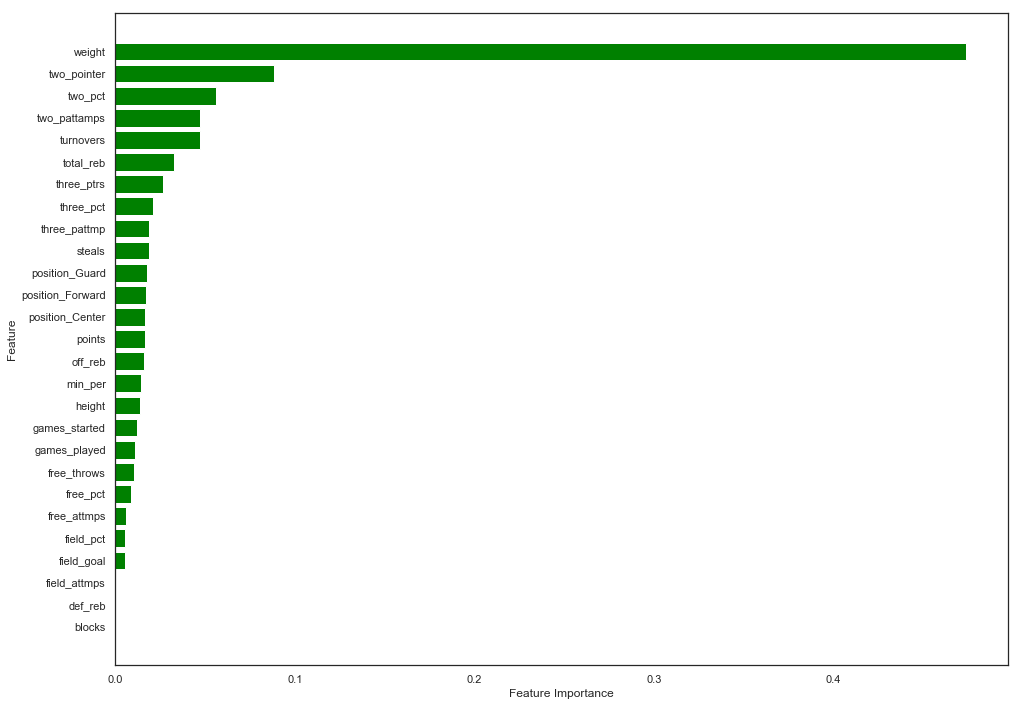 weight
two_pointer
two_pct
two_pattamps
turnovers
total_reb
three_ptrs
three_pct
three_pattmp
steals
position_Guard
position_Forward
position_Center
points
off_reb
min_per
height
games_started
games_played
free_throws
free_pct
free_attmps
field_pct
field_goal
field_attmps
def_reb
blocks
Feature
0.0 0.1 0.2 0.3 0.4
Feature Importance